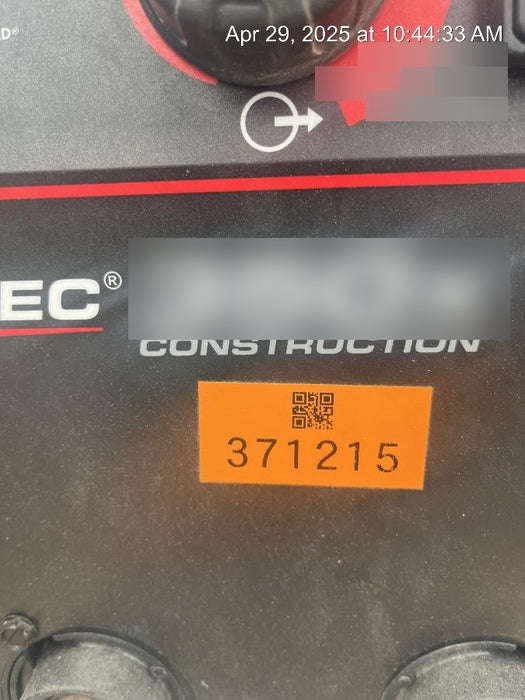 Apr 29, 2025 at 10:44:33 AM
EC®
CONSTRUCTION
371215